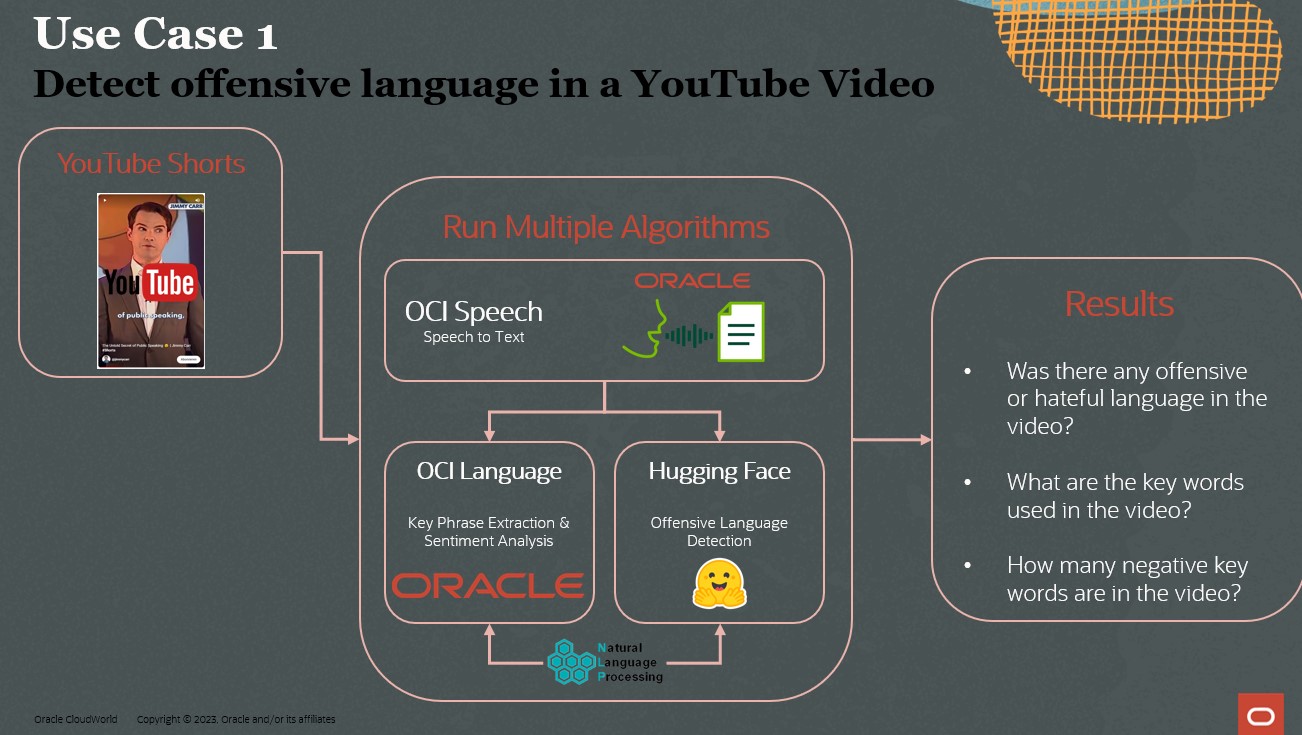 Use Case 1
Detect offensive language in a YouTube Video
YouTube Shorts
JIMMY CARR
YouTube
of public speaking,
The Untold Secret of Public Speaking
| Jimmy Carr
#Shorts
Run Multiple Algorithms
OCI Speech
Speech to Text
ORACLE
OCI Language
Key Phrase Extraction &
Sentiment Analysis
ORACLE
Hugging Face
Offensive Language
Detection
Natural
Language
Processing
Results
• Was there any offensive
or hateful language in the
video?
• What are the key words
used in the video?
• How many negative key
words are in the video?
Oracle CloudWorld
Copyright © 2023, Oracle and/or its affiliates